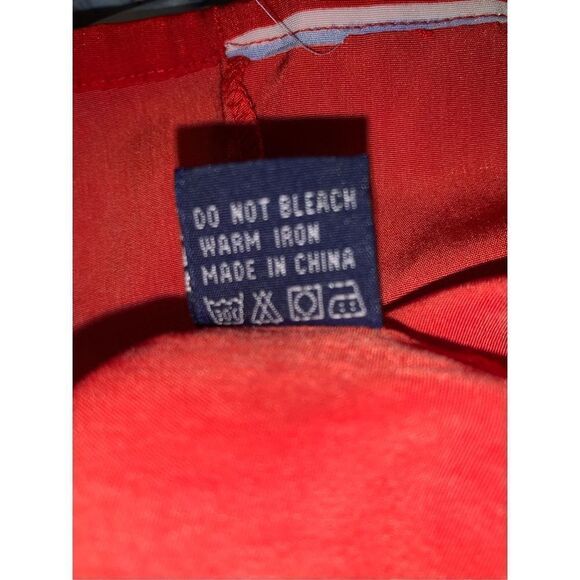 DO NOT BLEACH
WARM IRON
MADE IN CHINA